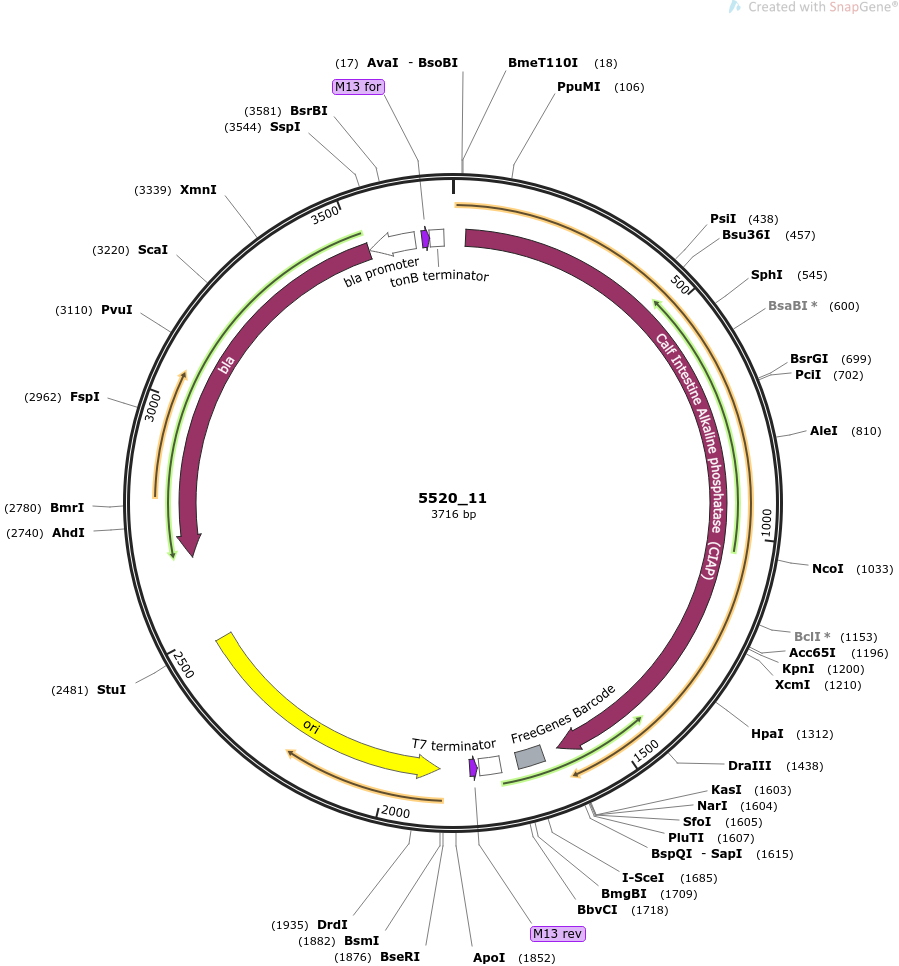 Created with SnapGene®
(17) AvaI - BsoBI
BmeT110I (18)
M13 for
PpuMI (106)
(3581) BsrBI
(3544) SspI
(3339) XmnI
(3220) ScaI
(3110) PvuI
(2962) FspI
(2780) BmrI
(2740) AhdI
(2481) StuI
PsiI (438)
Bsu36I (457)
SphI (545)
BsaBI * (600)
BsrGI (699)
PciI (702)
AleI (810)
NcoI (1033)
BclI * (1153)
Acc65I (1196)
KpnI (1200)
XcmI (1210)
HpaI (1312)
DraIII (1438)
KasI (1603)
NarI (1604)
SfoI (1605)
PluTI (1607)
BspQI - SapI (1615)
I-SceI (1685)
BmgBI (1709)
BbvCI (1718)
M13 rev
ApoI (1852)
(1935) DrdI
(1882) BsmI
(1876) BseRI
3500
500
3000
1000
2500
2000
1500
bla promoter
tonB terminator
bla
Calf Intestine Alkaline phosphatase (CIAP)
5520_11
3716 bp
FreeGenes Barcode
T7 terminator
ori